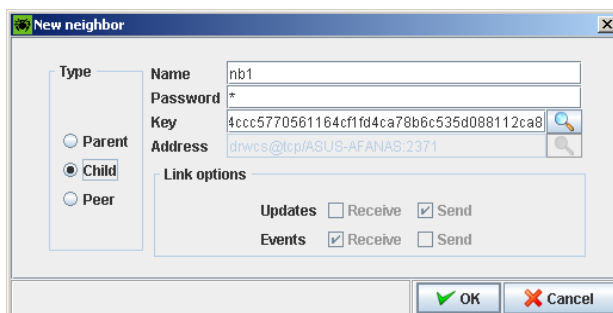 New neighbor
Type
Parent
Child
Peer
Name nb1
Password *
Key 4ccc5770561164cf1fd4ca78b6c535d088112ca8
Address drwcs@tcp/ASUS-AFANAS:2371
Link options
Updates Receive Send
Events Receive Send
OK Cancel